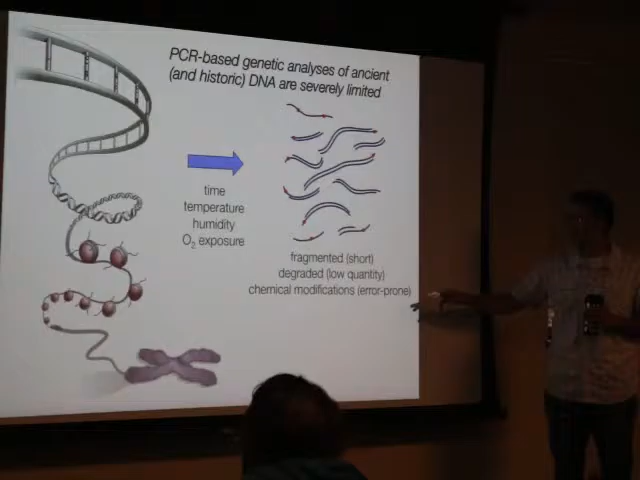 PCR-based genetic analyses of ancient
(and historic) DNA are severely limited
time
temperature
humidity
O₂ exposure
fragmented (short)
degraded (low quantity)
chemical modifications (error-prone)